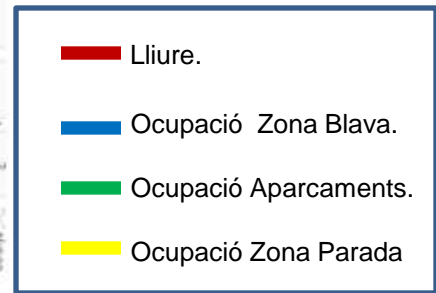 Lliure.
Ocupació Zona Blava.
Ocupació Aparcaments.
Ocupació Zona Parada